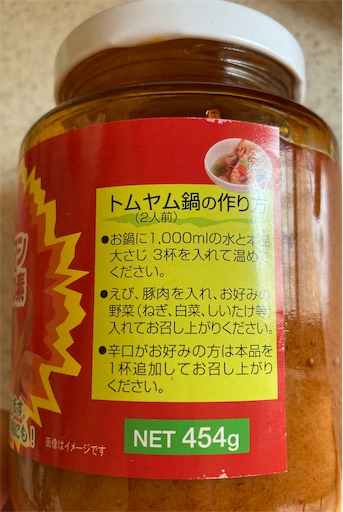 トムヤム鍋の作り方
(2人前)
●お鍋に1,000mlの水と本品
大さじ 3杯を入れて温めて
ください。
●えび、豚肉を入れ、お好みの
野菜(ねぎ、白菜、しいたけ等)
入れてお召し上がりください。
●辛口がお好みの方は本品を
1杯追加してお召し上がり
ください。
NET 454g
画像はイメージです
ン
素
にも!